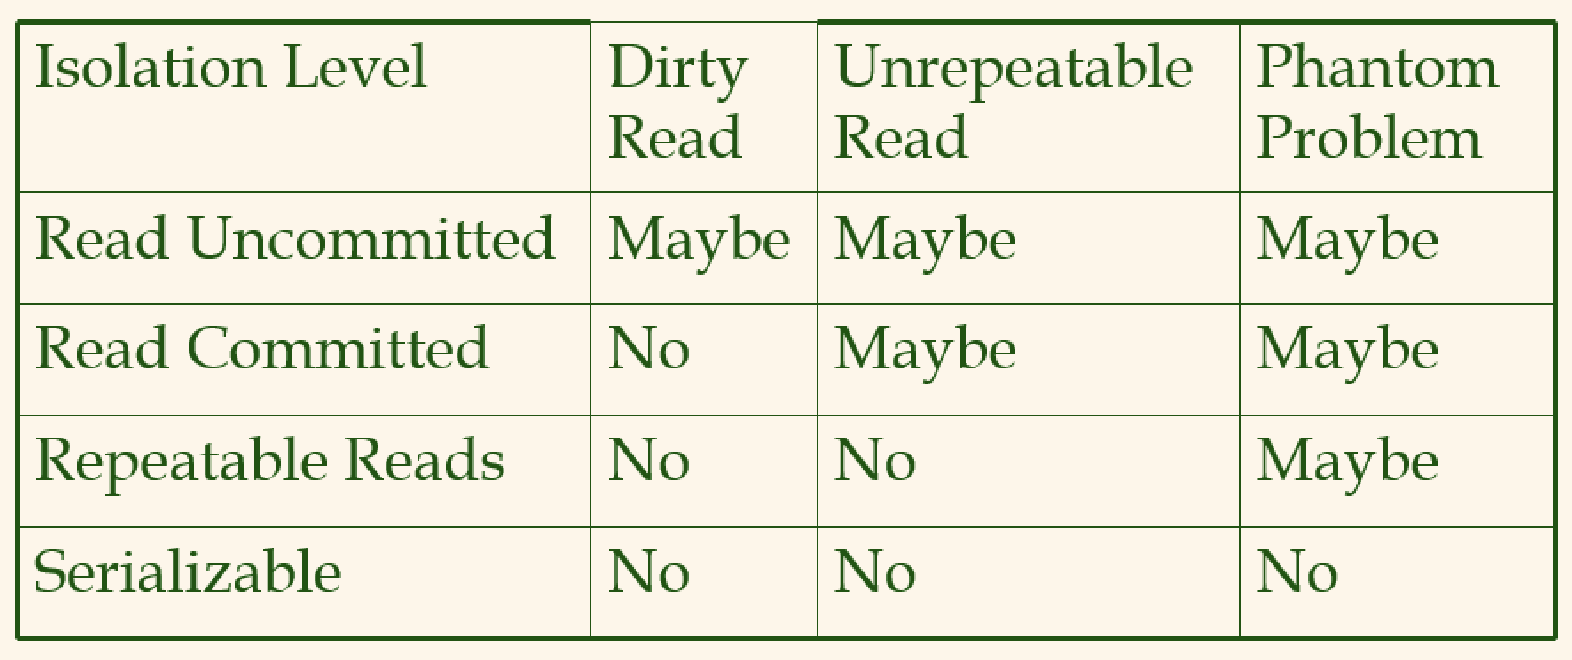 Isolation Level
Dirty
Read
Unrepeatable
Read
Phantom
Problem
Read Uncommitted
Maybe
Maybe
Maybe
Read Committed
No
Maybe
Maybe
Repeatable Reads
No
No
Maybe
Serializable
No
No
No